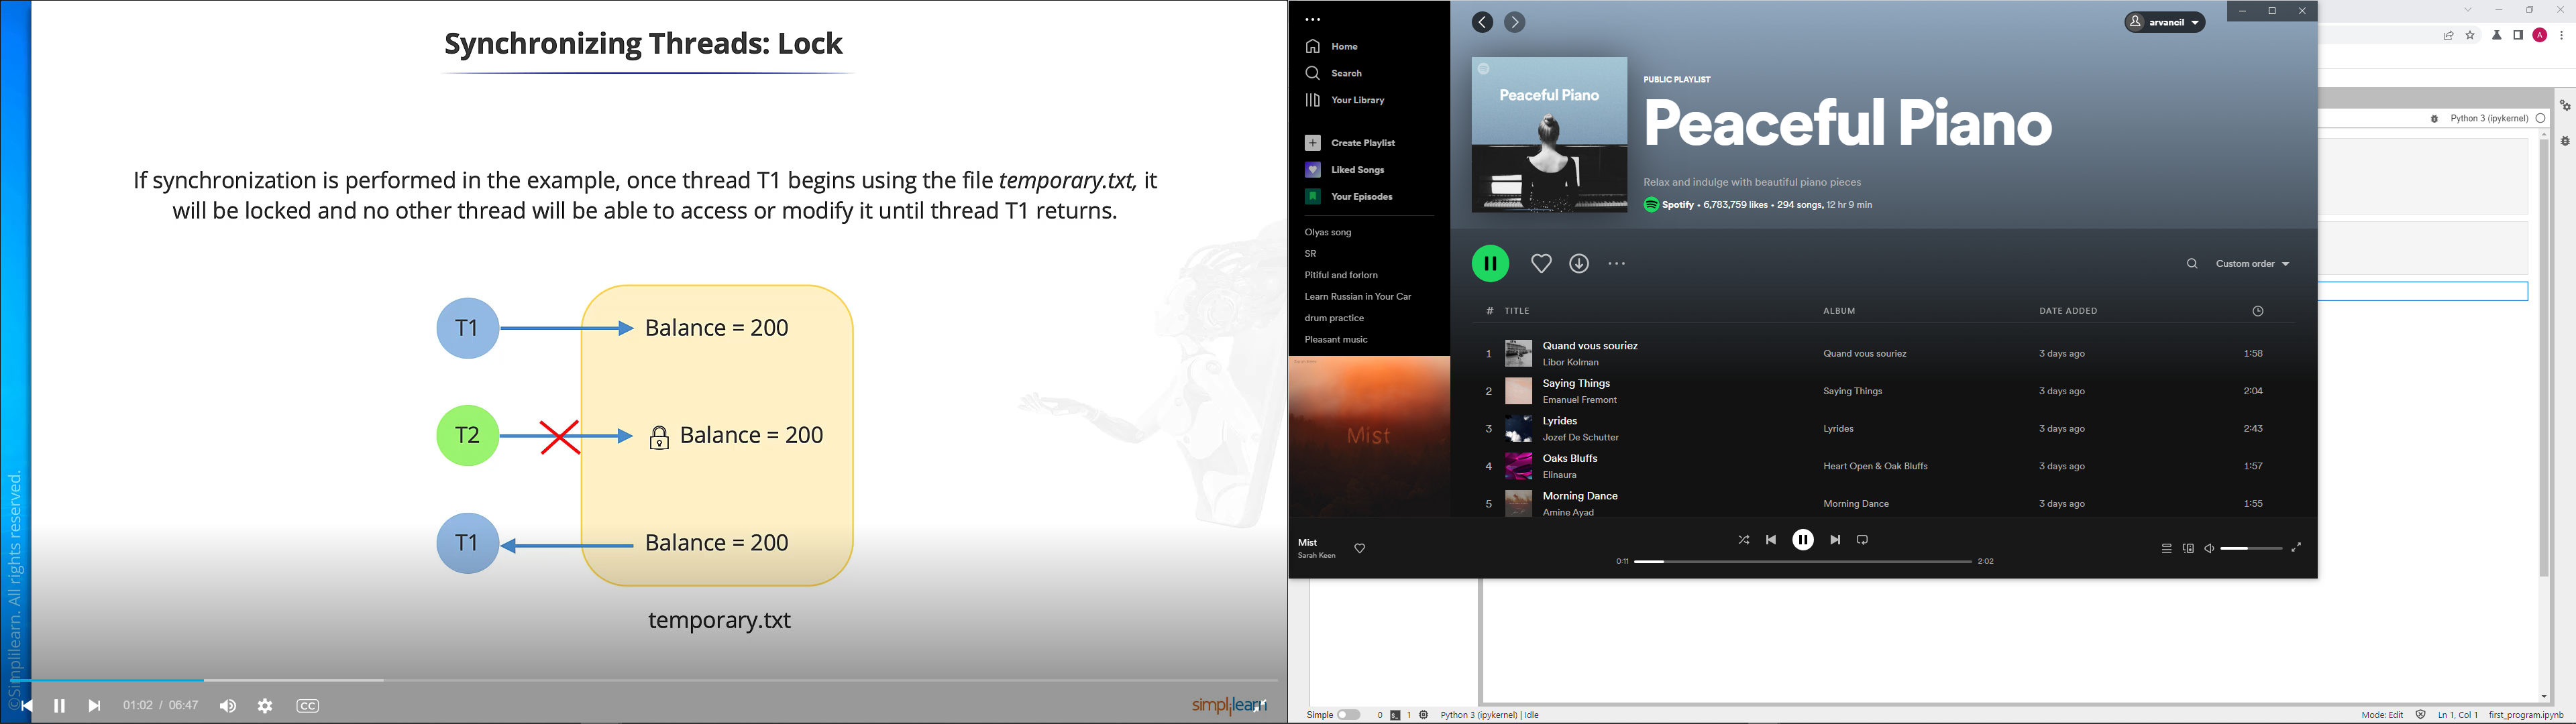 Synchronizing Threads: Lock
If synchronization is performed in the example, once thread T1 begins using the file temporary.txt, it
will be locked and no other thread will be able to access or modify it until thread T1 returns.
T1
Balance = 200
T2
Balance = 200
T1
Balance = 200
temporary.txt
©Simplilearn. All rights reserved.
01:02 / 06:47
CC
simplilearn
Home
Search
Your Library
Create Playlist
Liked Songs
Your Episodes
Olyas song
SR
Pitiful and forlorn
Learn Russian in Your Car
drum practice
Pleasant music
Mist
Mist
Sarah Keen
arvancil
Peaceful Piano
PUBLIC PLAYLIST
Peaceful Piano
Relax and indulge with beautiful piano pieces
Spotify • 6,783,759 likes • 294 songs, 12 hr 9 min
Custom order
# TITLE ALBUM DATE ADDED
1 Quand vous souriez Quand vous souriez 3 days ago 1:58
Libor Kolman
2 Saying Things Saying Things 3 days ago 2:04
Emanuel Fremont
3 Lyrides Lyrides 3 days ago 2:43
Jozef De Schutter
4 Oaks Bluffs Heart Open & Oak Bluffs 3 days ago 1:57
Elinaura
5 Morning Dance Morning Dance 3 days ago 1:55
Amine Ayad
0:11 2:02
A
Python 3 (ipykernel)
Simple 0 1 Python 3 (ipykernel) | Idle
Mode: Edit Ln 1, Col 1 first_program.ipynb